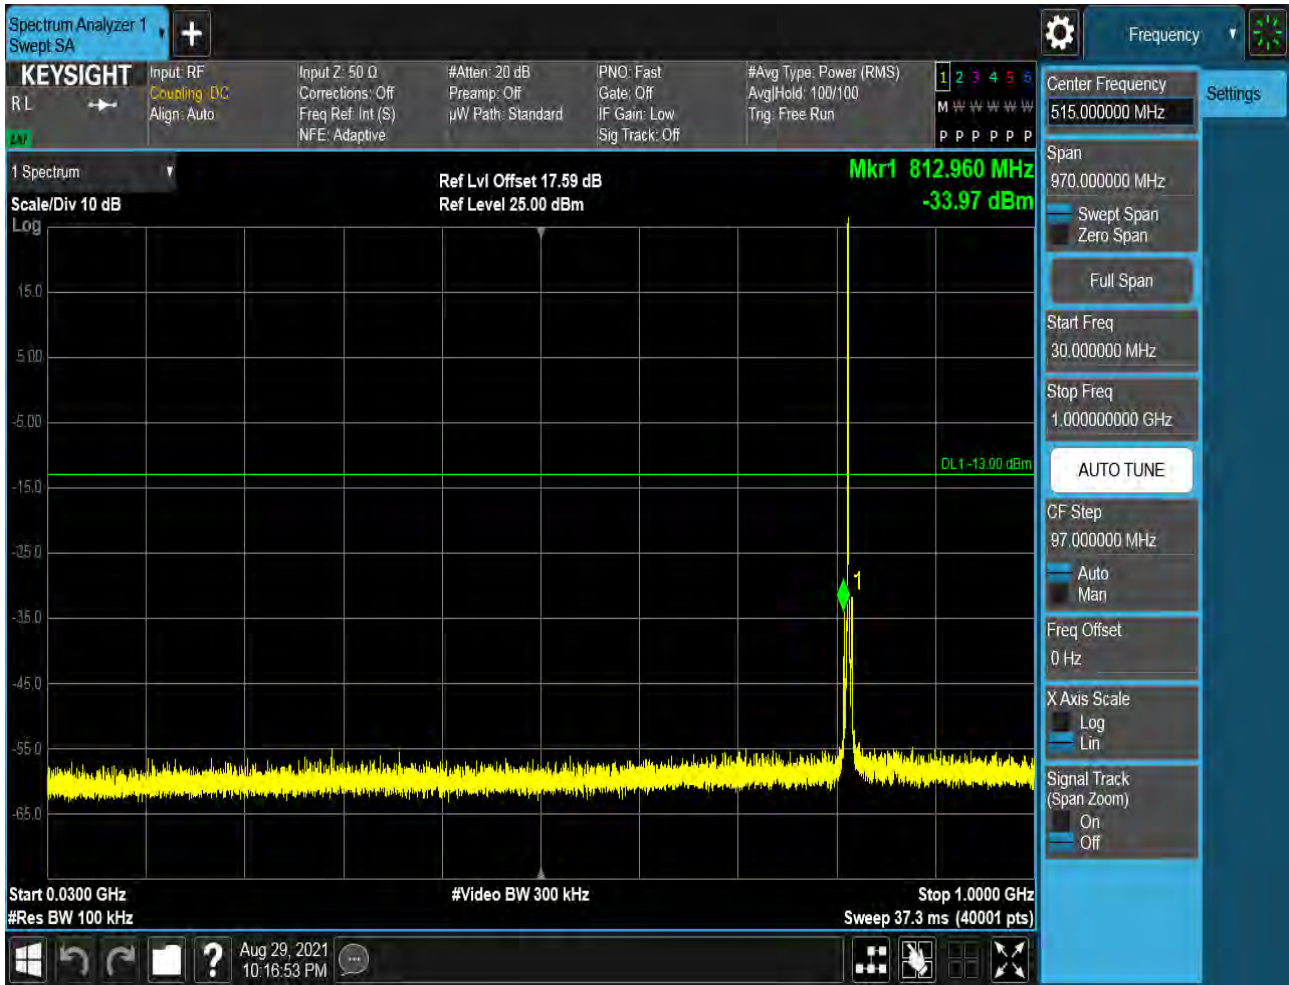 Spectrum Analyzer 1
Swept SA
Frequency
KEYSIGHT
R L
Input: RF
Coupling: DC
Align: Auto
Input Z: 50 Ω
Corrections: Off
Freq Ref: Int (S)
NFE: Adaptive
#Atten: 20 dB
Preamp: Off
µW Path: Standard
PNO: Fast
Gate: Off
IF Gain: Low
Sig Track: Off
#Avg Type: Power (RMS)
Avg|Hold: 100/100
Trig: Free Run
1 2 3 4 5 6
M W W W W W
P P P P P P
1 Spectrum
Scale/Div 10 dB
Log
Ref Lvl Offset 17.59 dB
Ref Level 25.00 dBm
Mkr1 812.960 MHz
-33.97 dBm
15.0
5.00
-5.00
-15.0
-25.0
-35.0
-45.0
-55.0
-65.0
DL1 -13.00 dBm
1
Start 0.0300 GHz
#Res BW 100 kHz
#Video BW 300 kHz
Stop 1.0000 GHz
Sweep 37.3 ms (40001 pts)
Aug 29, 2021
10:16:53 PM
Center Frequency
515.000000 MHz
Settings
Span
970.000000 MHz
Swept Span
Zero Span
Full Span
Start Freq
30.000000 MHz
Stop Freq
1.000000000 GHz
AUTO TUNE
CF Step
97.000000 MHz
Auto
Man
Freq Offset
0 Hz
X Axis Scale
Log
Lin
Signal Track
(Span Zoom)
On
Off